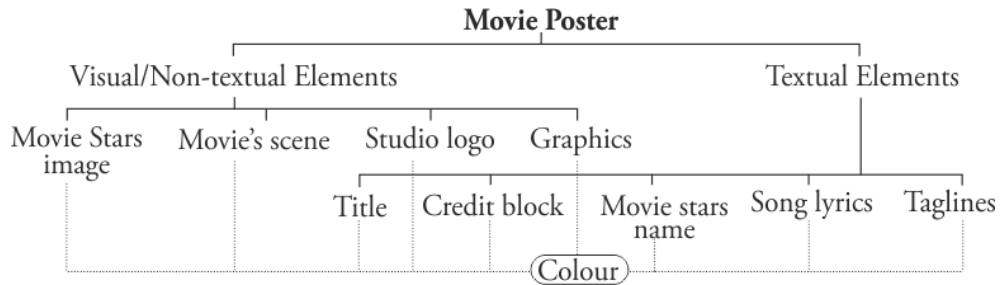 Movie Poster
Visual/Non-textual Elements
Textual Elements
Movie Stars
image
Movie's scene
Studio logo
Graphics
Title
Credit block
Movie stars
name
Song lyrics
Taglines
Colour